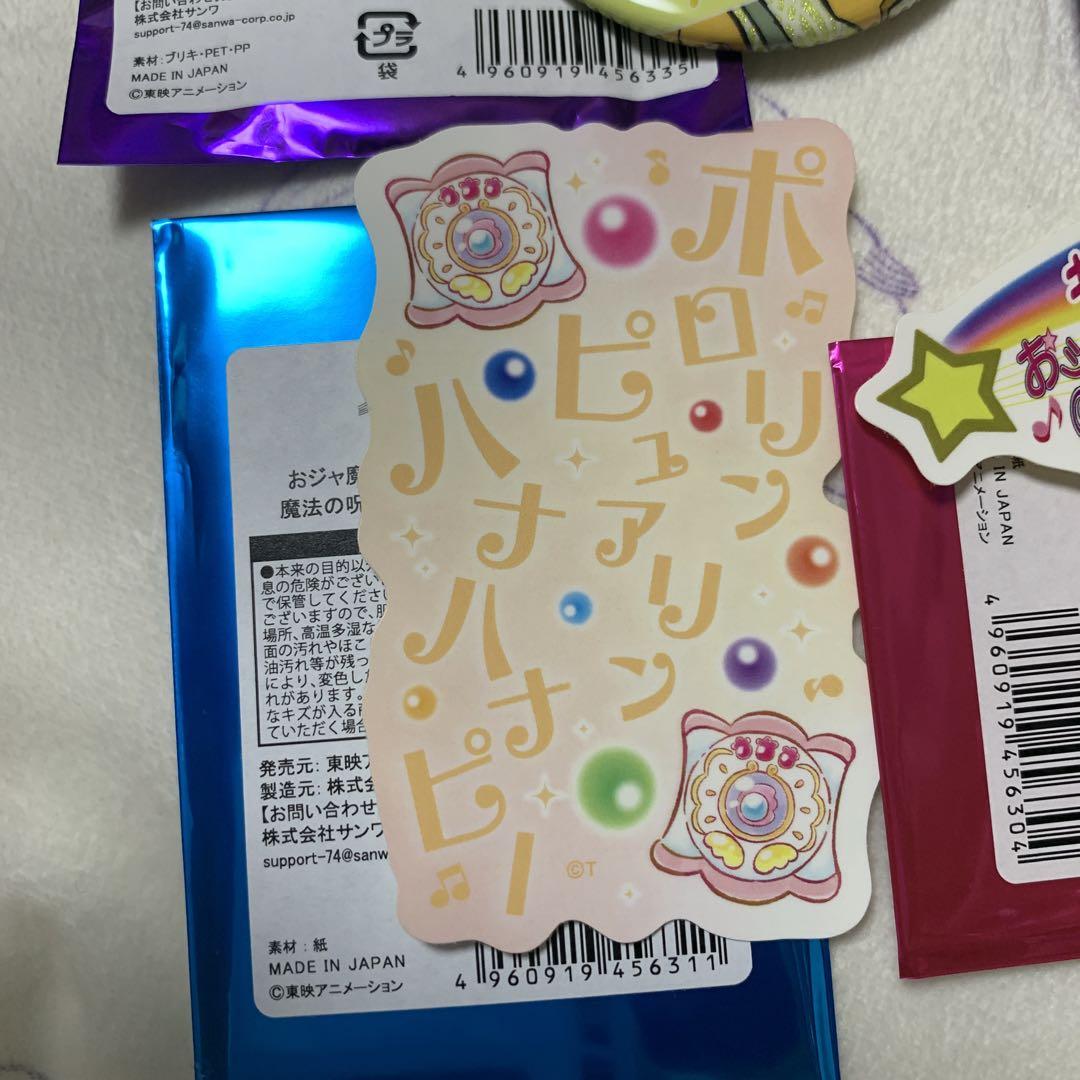 【お問い合わせ
株式会社サンワ
support-74@sanwa-corp.co.jp
素材：ブリキ・PET・PP
MADE IN JAPAN
©東映アニメーション
プラ
袋
4 960919 456335
ポロリン
ピュアリン
ハナハナピー
©T
おジャ魔
魔法の呪
●本来の目的以
息の危険がござい
で保管してください
ございますので、
場所、高温多湿な
面の汚れやほこ
油汚れ等が残っ
により、変色し
れがあります。
なキズが入る
ていただく場合
発売元：東映ア
製造元：株式会
【お問い合わせ
株式会社サンワ
support-74@sanw
素材：紙
MADE IN JAPAN
©東映アニメーション
4 960919 456311
おジ
紙
IN JAPAN
アニメーション
4 960919 456304